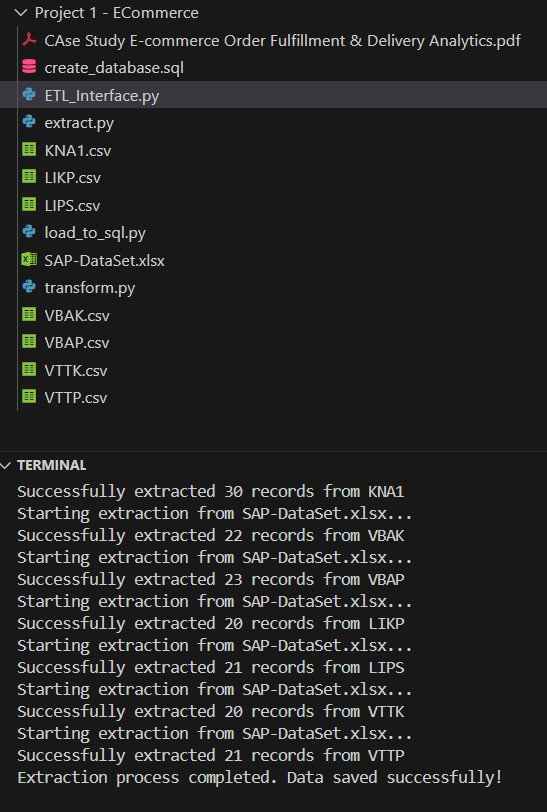 Project 1 - ECommerce
CAse Study E-commerce Order Fulfillment & Delivery Analytics.pdf
create_database.sql
ETL_Interface.py
extract.py
KNA1.csv
LIKP.csv
LIPS.csv
load_to_sql.py
SAP-DataSet.xlsx
transform.py
VBAK.csv
VBAP.csv
VTTK.csv
VTTP.csv
TERMINAL
Successfully extracted 30 records from KNA1
Starting extraction from SAP-DataSet.xlsx...
Successfully extracted 22 records from VBAK
Starting extraction from SAP-DataSet.xlsx...
Successfully extracted 23 records from VBAP
Starting extraction from SAP-DataSet.xlsx...
Successfully extracted 20 records from LIKP
Starting extraction from SAP-DataSet.xlsx...
Successfully extracted 21 records from LIPS
Starting extraction from SAP-DataSet.xlsx...
Successfully extracted 20 records from VTTK
Starting extraction from SAP-DataSet.xlsx...
Successfully extracted 21 records from VTTP
Extraction process completed. Data saved successfully!